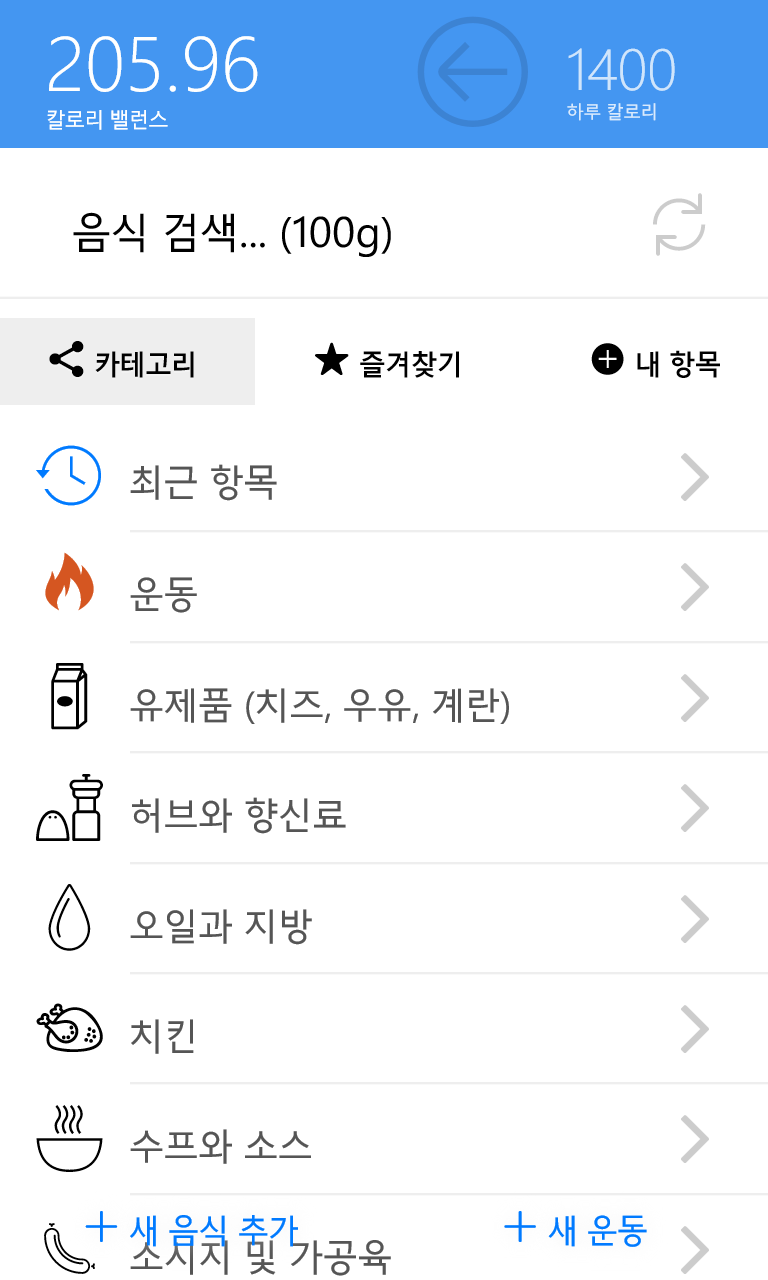 205.96
1400
칼로리 밸런스
하루 칼로리
음식 검색... (100g)
카테고리
즐겨찾기
내 항목
최근 항목
운동
유제품 (치즈, 우유, 계란)
허브와 향신료
오일과 지방
치킨
수프와 소스
새 음식 추가
새 운동
소시지 및 가공육